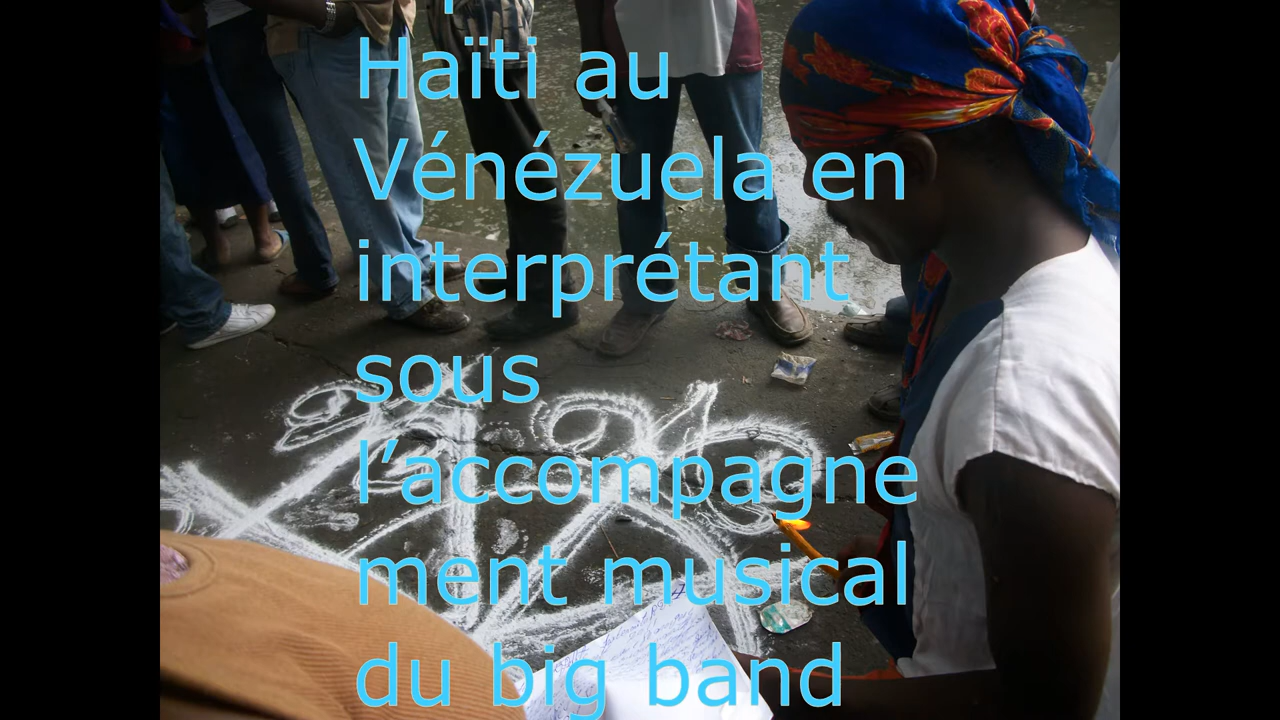 Haïti au
Vénézuela en
interprétant
sous
l’accompagne
ment musical
du big band